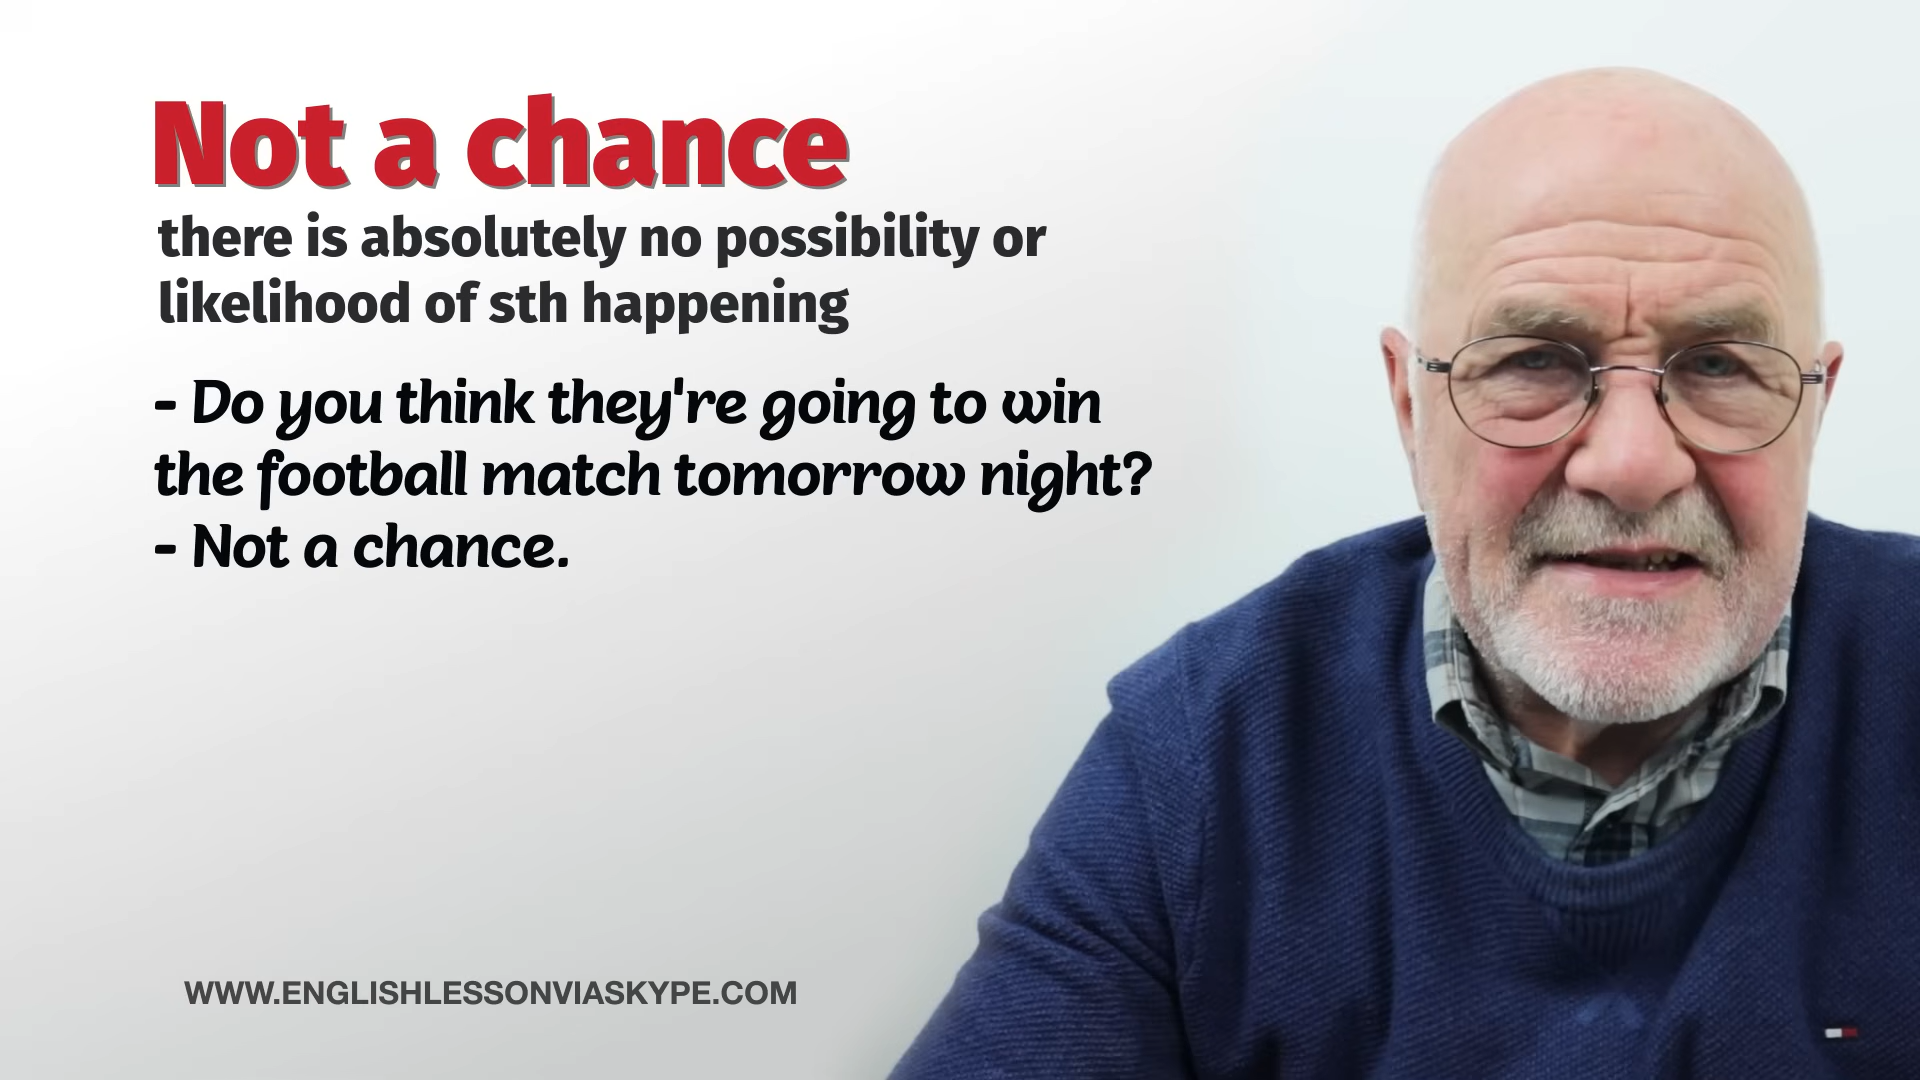 Not a chance
there is absolutely no possibility or
likelihood of sth happening
- Do you think they're going to win
the football match tomorrow night?
- Not a chance.
WWW.ENGLISHLESSONVIASKYPE.COM